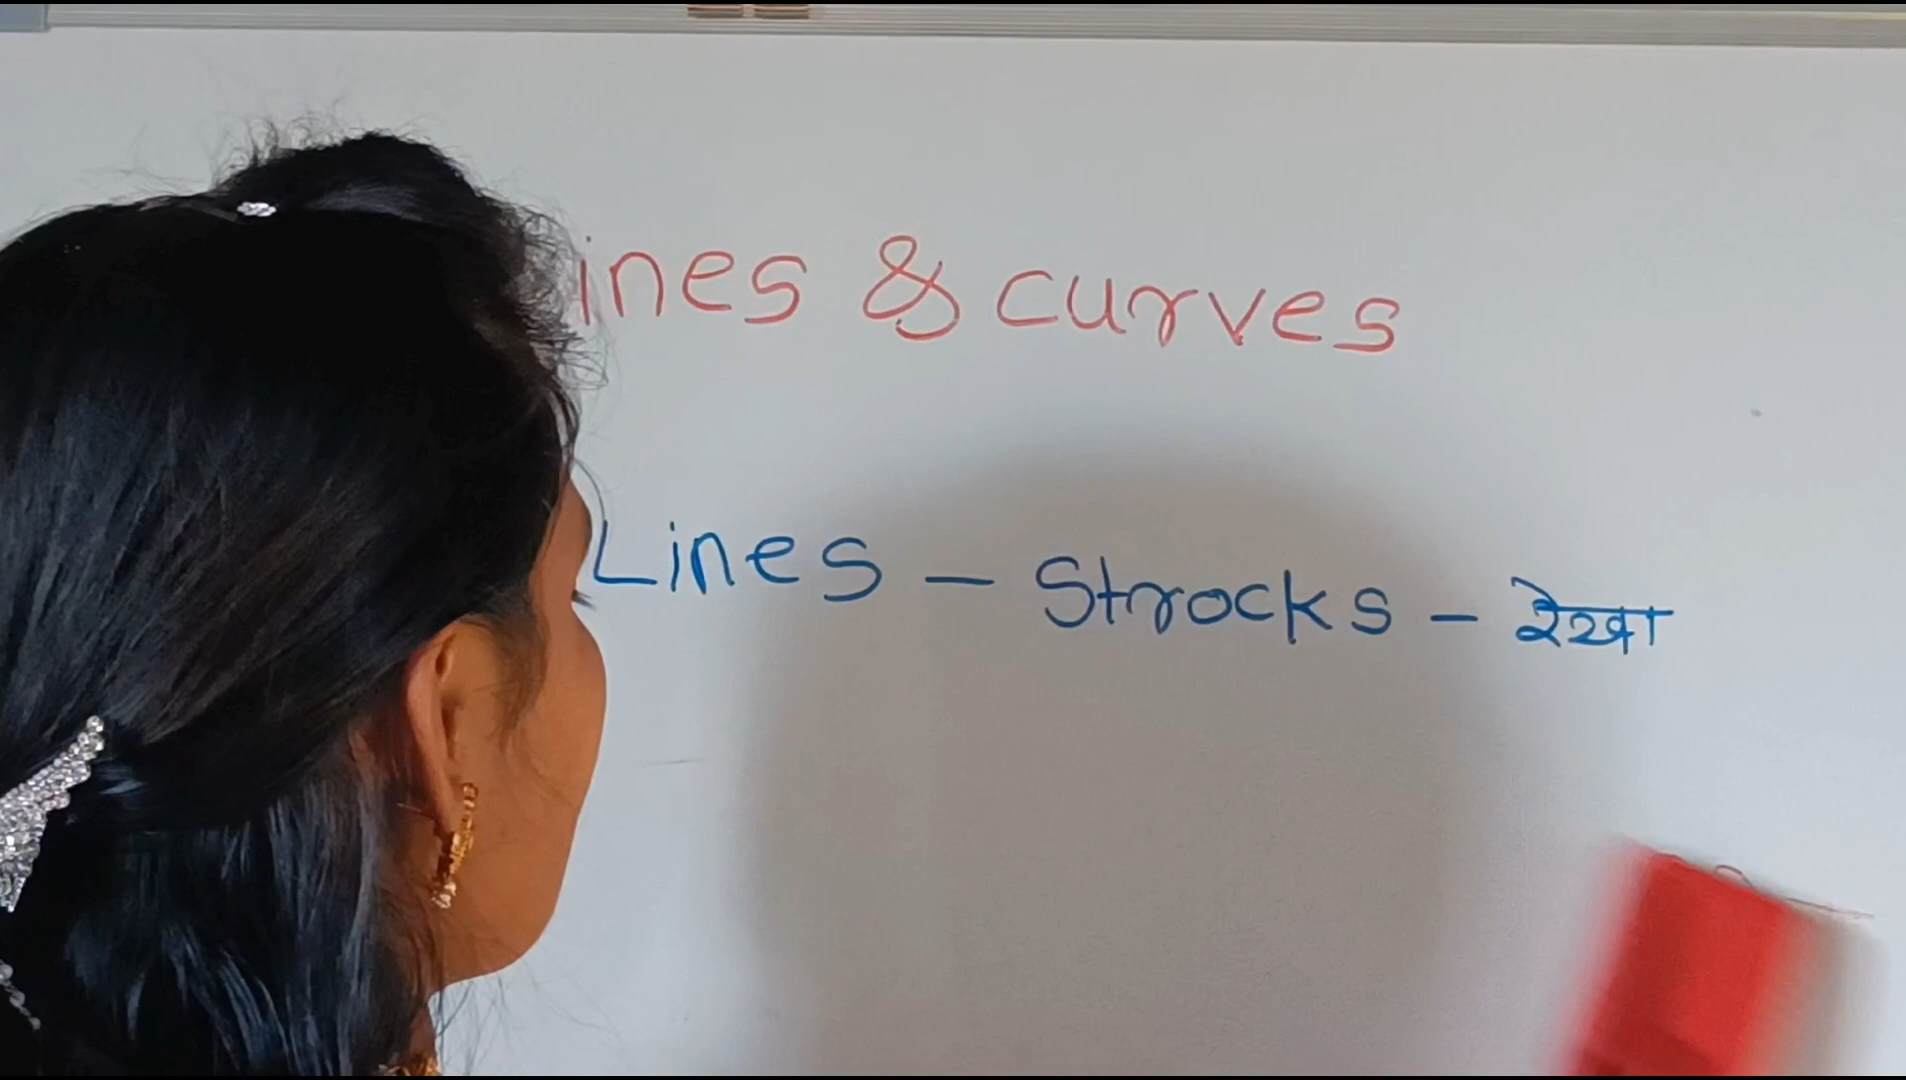 ines & curves
Lines - Strocks - रेखा